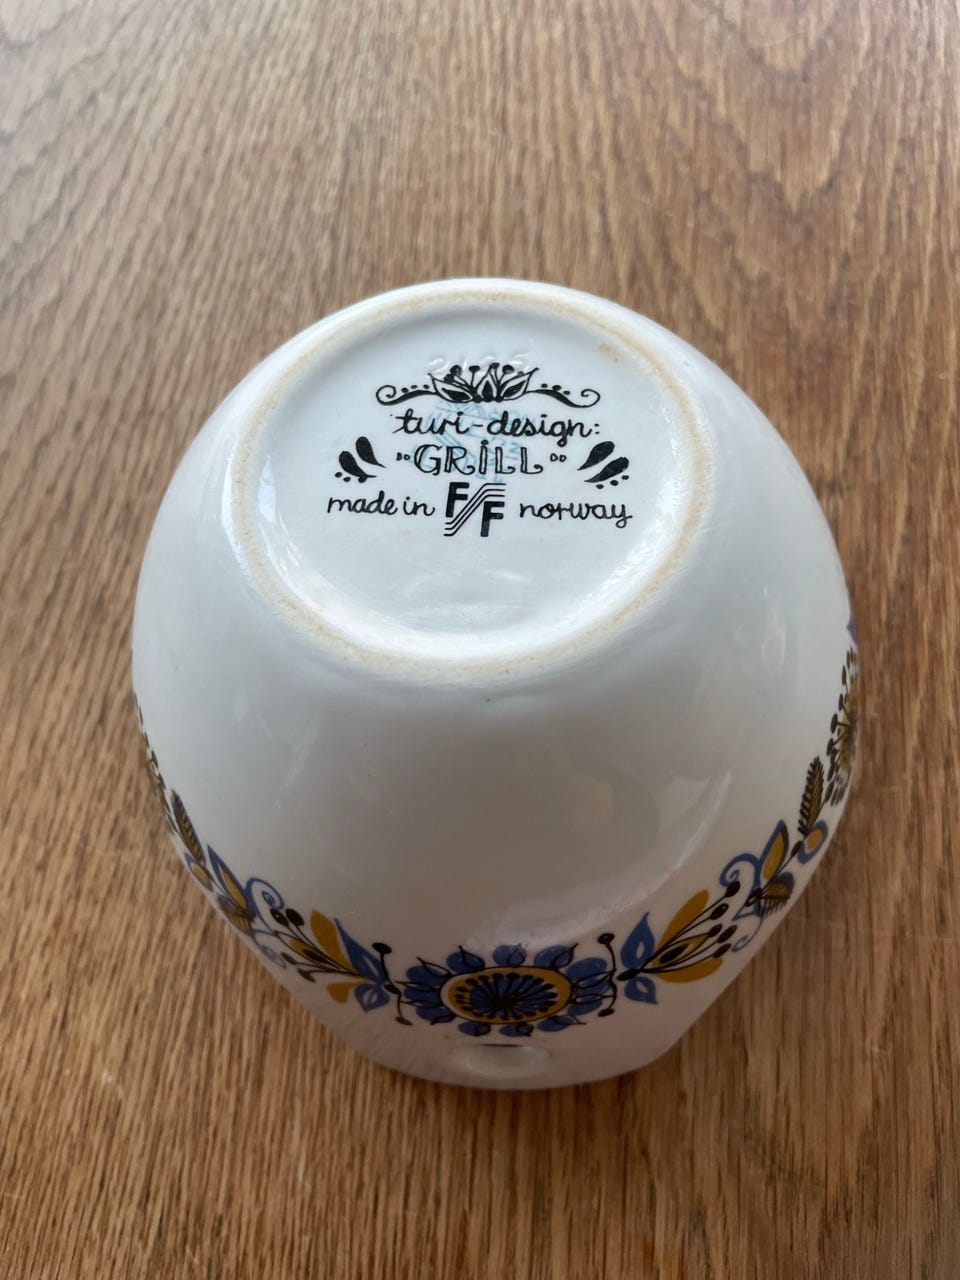 turi-design:
"GRILL"
made in F/F norway